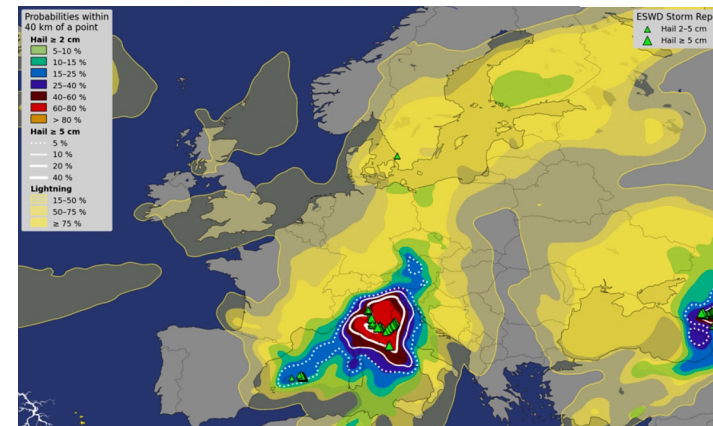 Probabilities within
40 km of a point
Hail ≥ 2 cm
5–10 %
10–15 %
15–25 %
25–40 %
40–60 %
60–80 %
> 80 %
Hail ≥ 5 cm
5 %
10 %
20 %
40 %
Lightning
15–50 %
50–75 %
≥ 75 %
ESWD Storm Rep
Hail 2–5 cm
Hail ≥ 5 cm